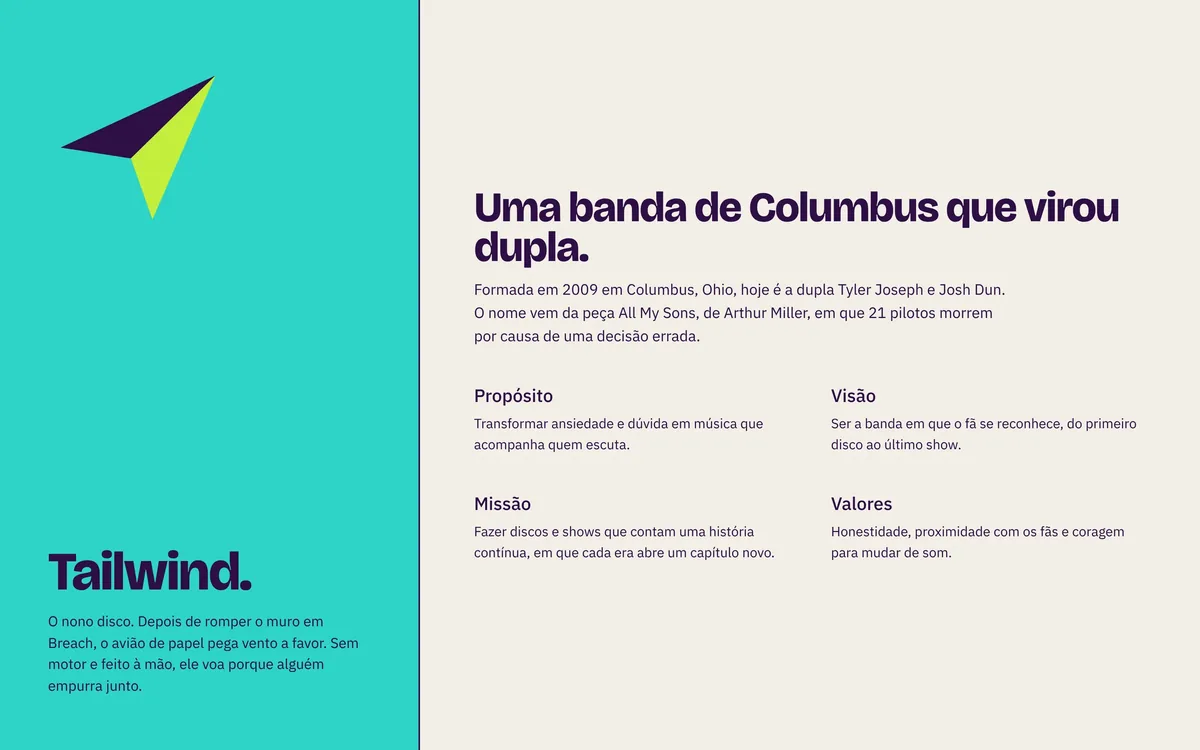 Tailwind.
O nono disco. Depois de romper o muro em
Breach, o avião de papel pega vento a favor. Sem
motor e feito à mão, ele voa porque alguém
empurra junto.
Uma banda de Columbus que virou
dupla.
Formada em 2009 em Columbus, Ohio, hoje é a dupla Tyler Joseph e Josh Dun.
O nome vem da peça All My Sons, de Arthur Miller, em que 21 pilotos morrem
por causa de uma decisão errada.
Propósito
Transformar ansiedade e dúvida em música que
acompanha quem escuta.
Visão
Ser a banda em que o fã se reconhece, do primeiro
disco ao último show.
Missão
Fazer discos e shows que contam uma história
contínua, em que cada era abre um capítulo novo.
Valores
Honestidade, proximidade com os fãs e coragem
para mudar de som.